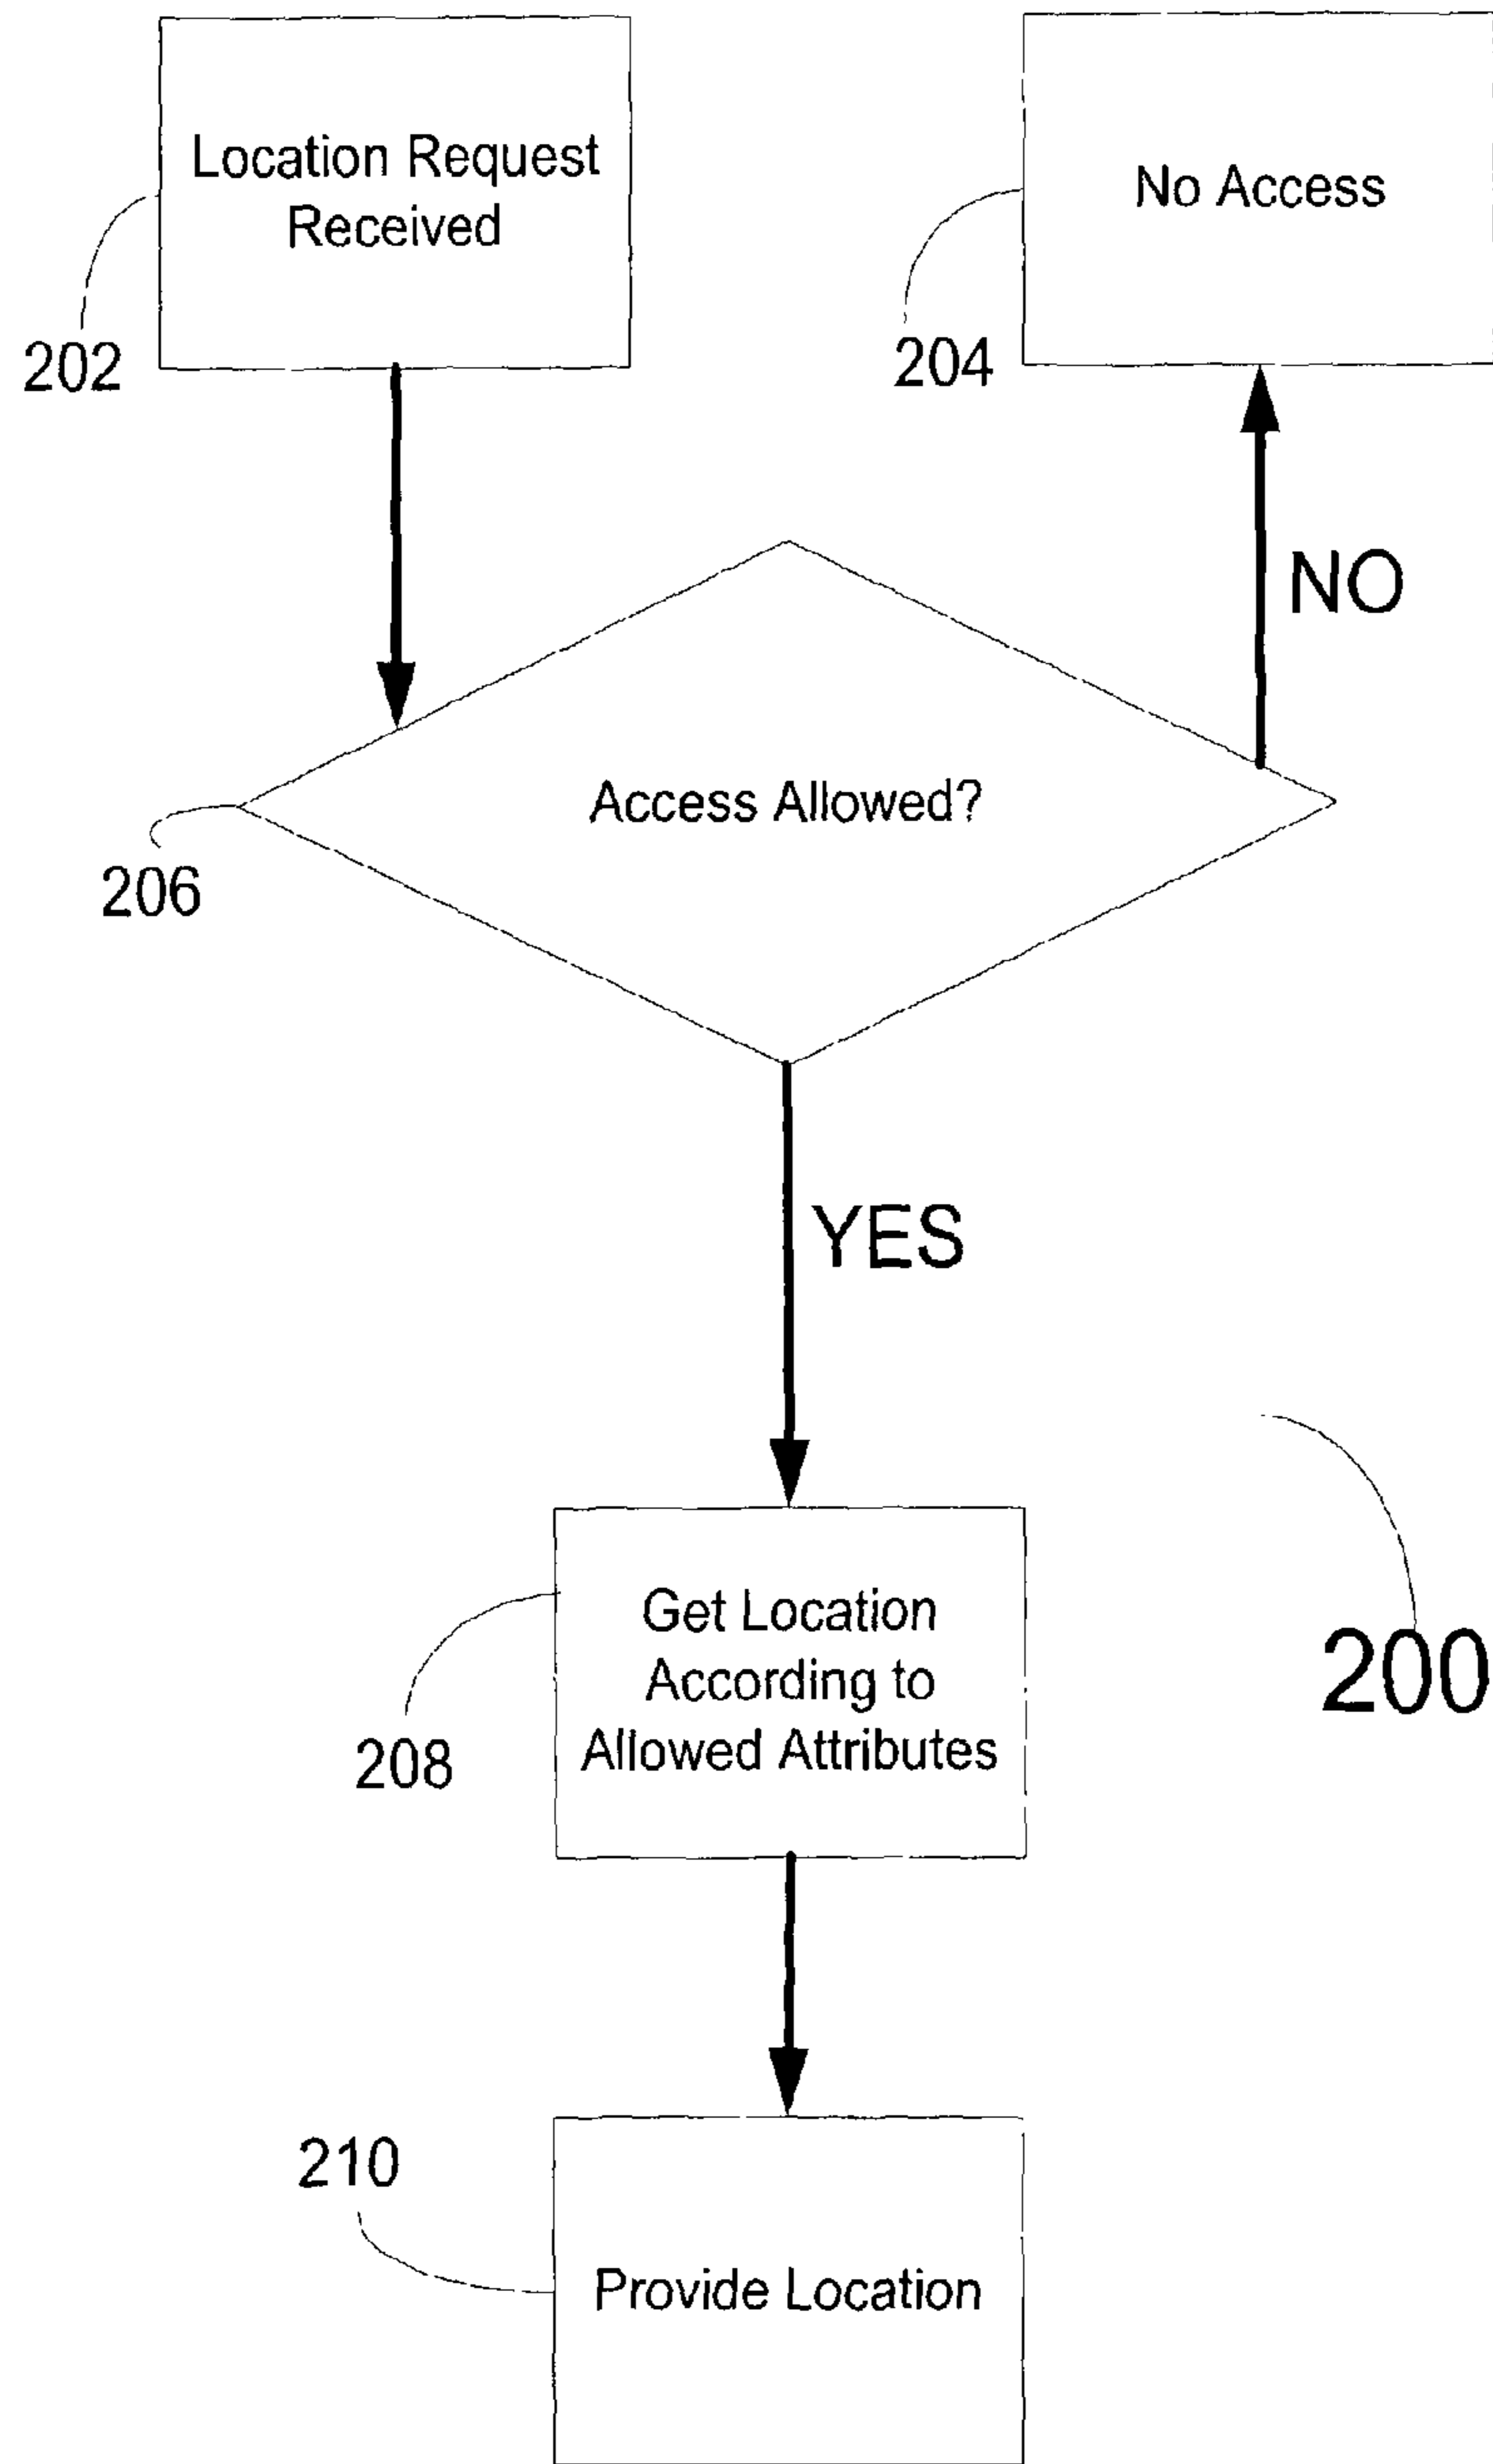 Location Request
Received
No Access
202
204
NO
Access Allowed?
206
YES
Get Location
According to
Allowed Attributes
208
200
210
Provide Location